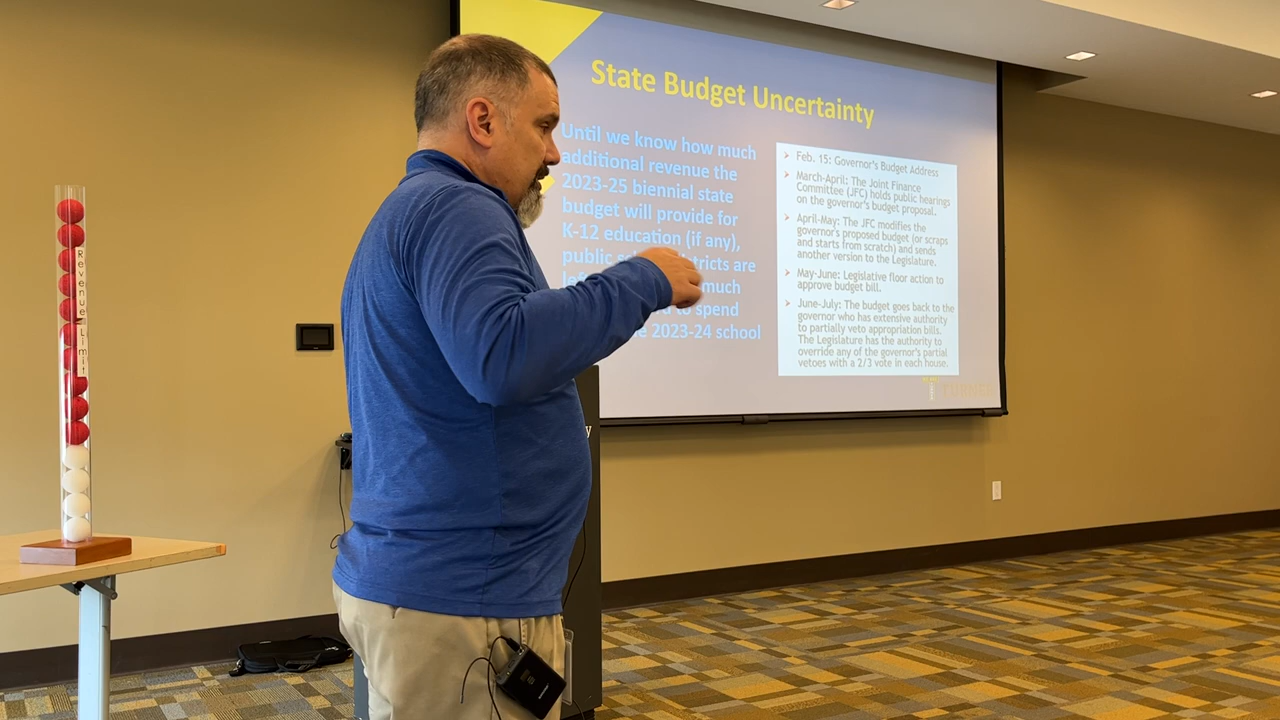 State Budget Uncertainty
Until we know how much
additional revenue the
2023-25 biennial state
budget will provide for
K-12 education (if any),
public
are
much
to spend
2023-24 school
Feb. 15: Governor's Budget Address
March-April: The Joint Finance
Committee (JFC) holds public hearings
on the governor's budget proposal.
April-May: The JFC modifies the
governor's proposed budget (or scraps
and starts from scratch) and sends
another version to the Legislature.
May-June: Legislative floor action to
approve budget bill.
June-July: The budget goes back to the
governor who has extensive authority
to partially veto appropriation bills.
The Legislature has the authority to
override any of the governor's partial
vetoes with a 2/3 vote in each house.
TURNER
Revenue Limit